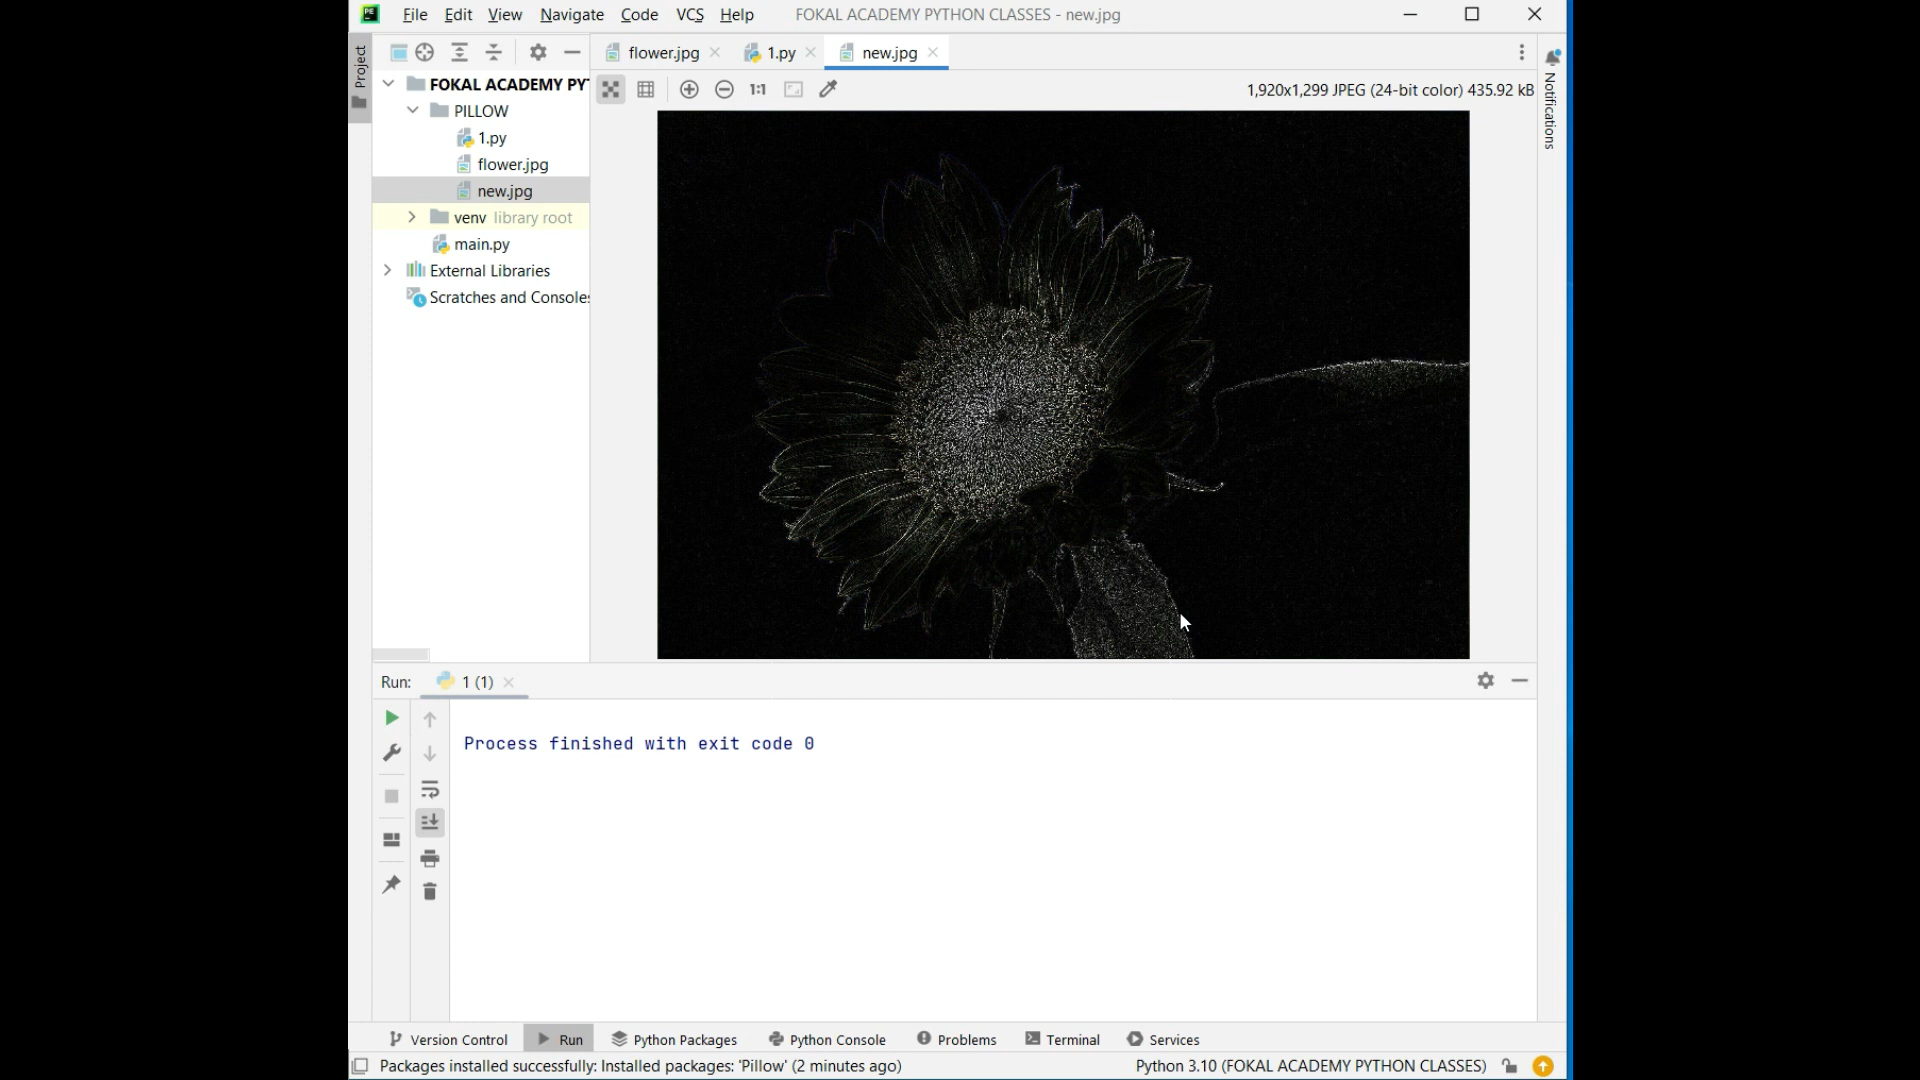 PE File Edit View Navigate Code VCS Help FOKAL ACADEMY PYTHON CLASSES - new.jpg
Project
flower.jpg 1.py new.jpg
1:1 1,920x1,299 JPEG (24-bit color) 435.92 kB
Notifications
FOKAL ACADEMY PY
PILLOW
1.py
flower.jpg
new.jpg
venv library root
main.py
External Libraries
Scratches and Consoles
Run: 1 (1)
Process finished with exit code 0
Version Control Run Python Packages Python Console Problems Terminal Services
Packages installed successfully: Installed packages: 'Pillow' (2 minutes ago) Python 3.10 (FOKAL ACADEMY PYTHON CLASSES)